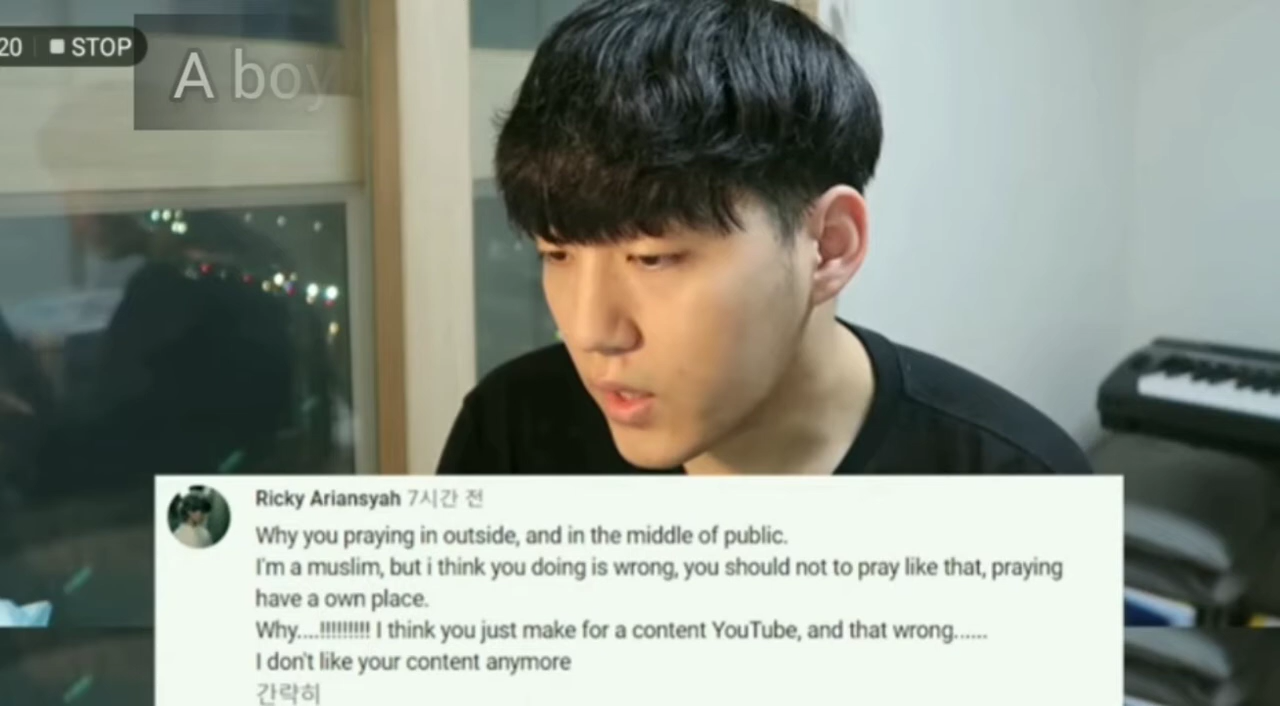 20 STOP
A boy
Ricky Ariansyah 7시간 전
Why you praying in outside, and in the middle of public.
I'm a muslim, but i think you doing is wrong, you should not to pray like that, praying
have a own place.
Why....!!!!!!!!!! I think you just make for a content YouTube, and that wrong......
I don't like your content anymore
간략히